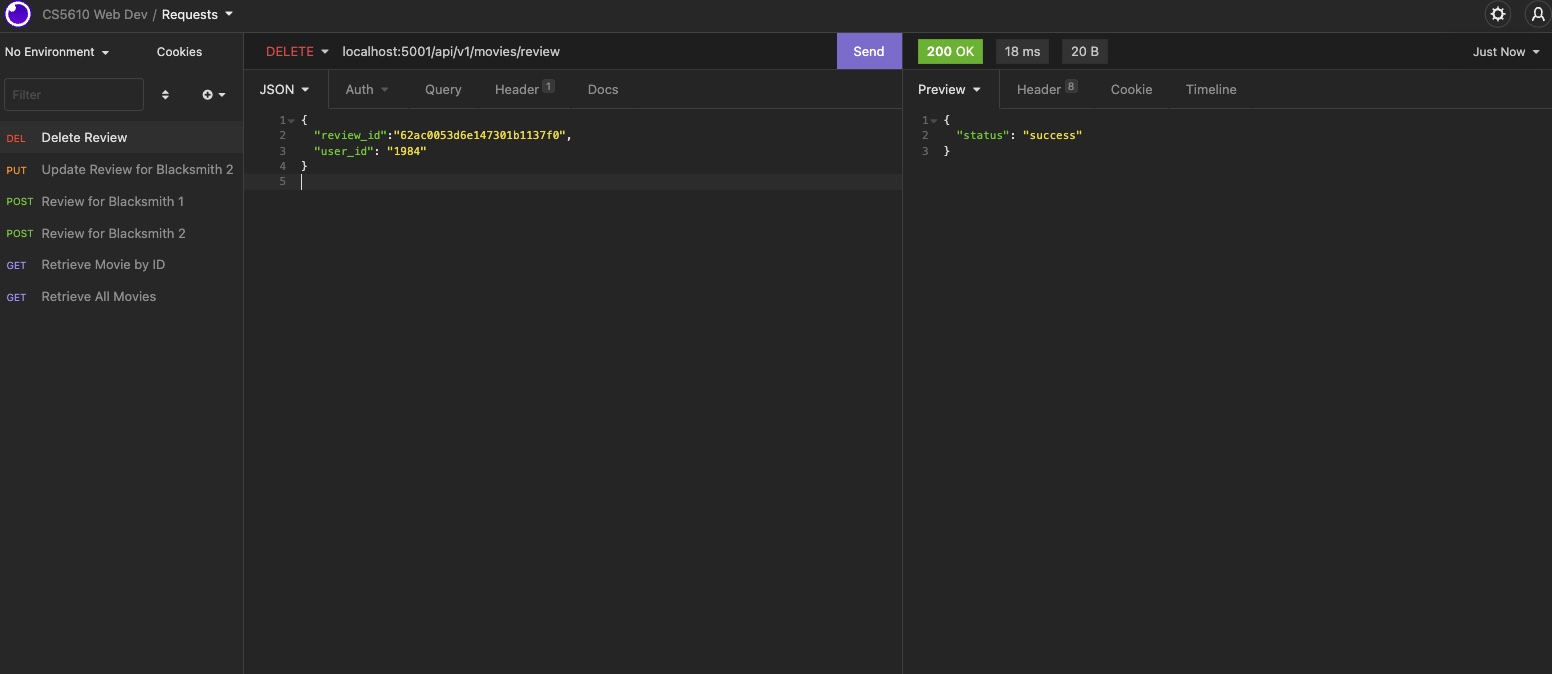 CS5610 Web Dev / Requests
No Environment
Cookies
Filter
DEL Delete Review
PUT Update Review for Blacksmith 2
POST Review for Blacksmith 1
POST Review for Blacksmith 2
GET Retrieve Movie by ID
GET Retrieve All Movies
DELETE localhost:5001/api/v1/movies/review Send
JSON Auth Query Header 1 Docs
1 {
2 "review_id":"62ac0053d6e147301b1137f0",
3 "user_id": "1984"
4 }
5
200 OK 18 ms 20 B Just Now
Preview Header 8 Cookie Timeline
1 {
2 "status": "success"
3 }